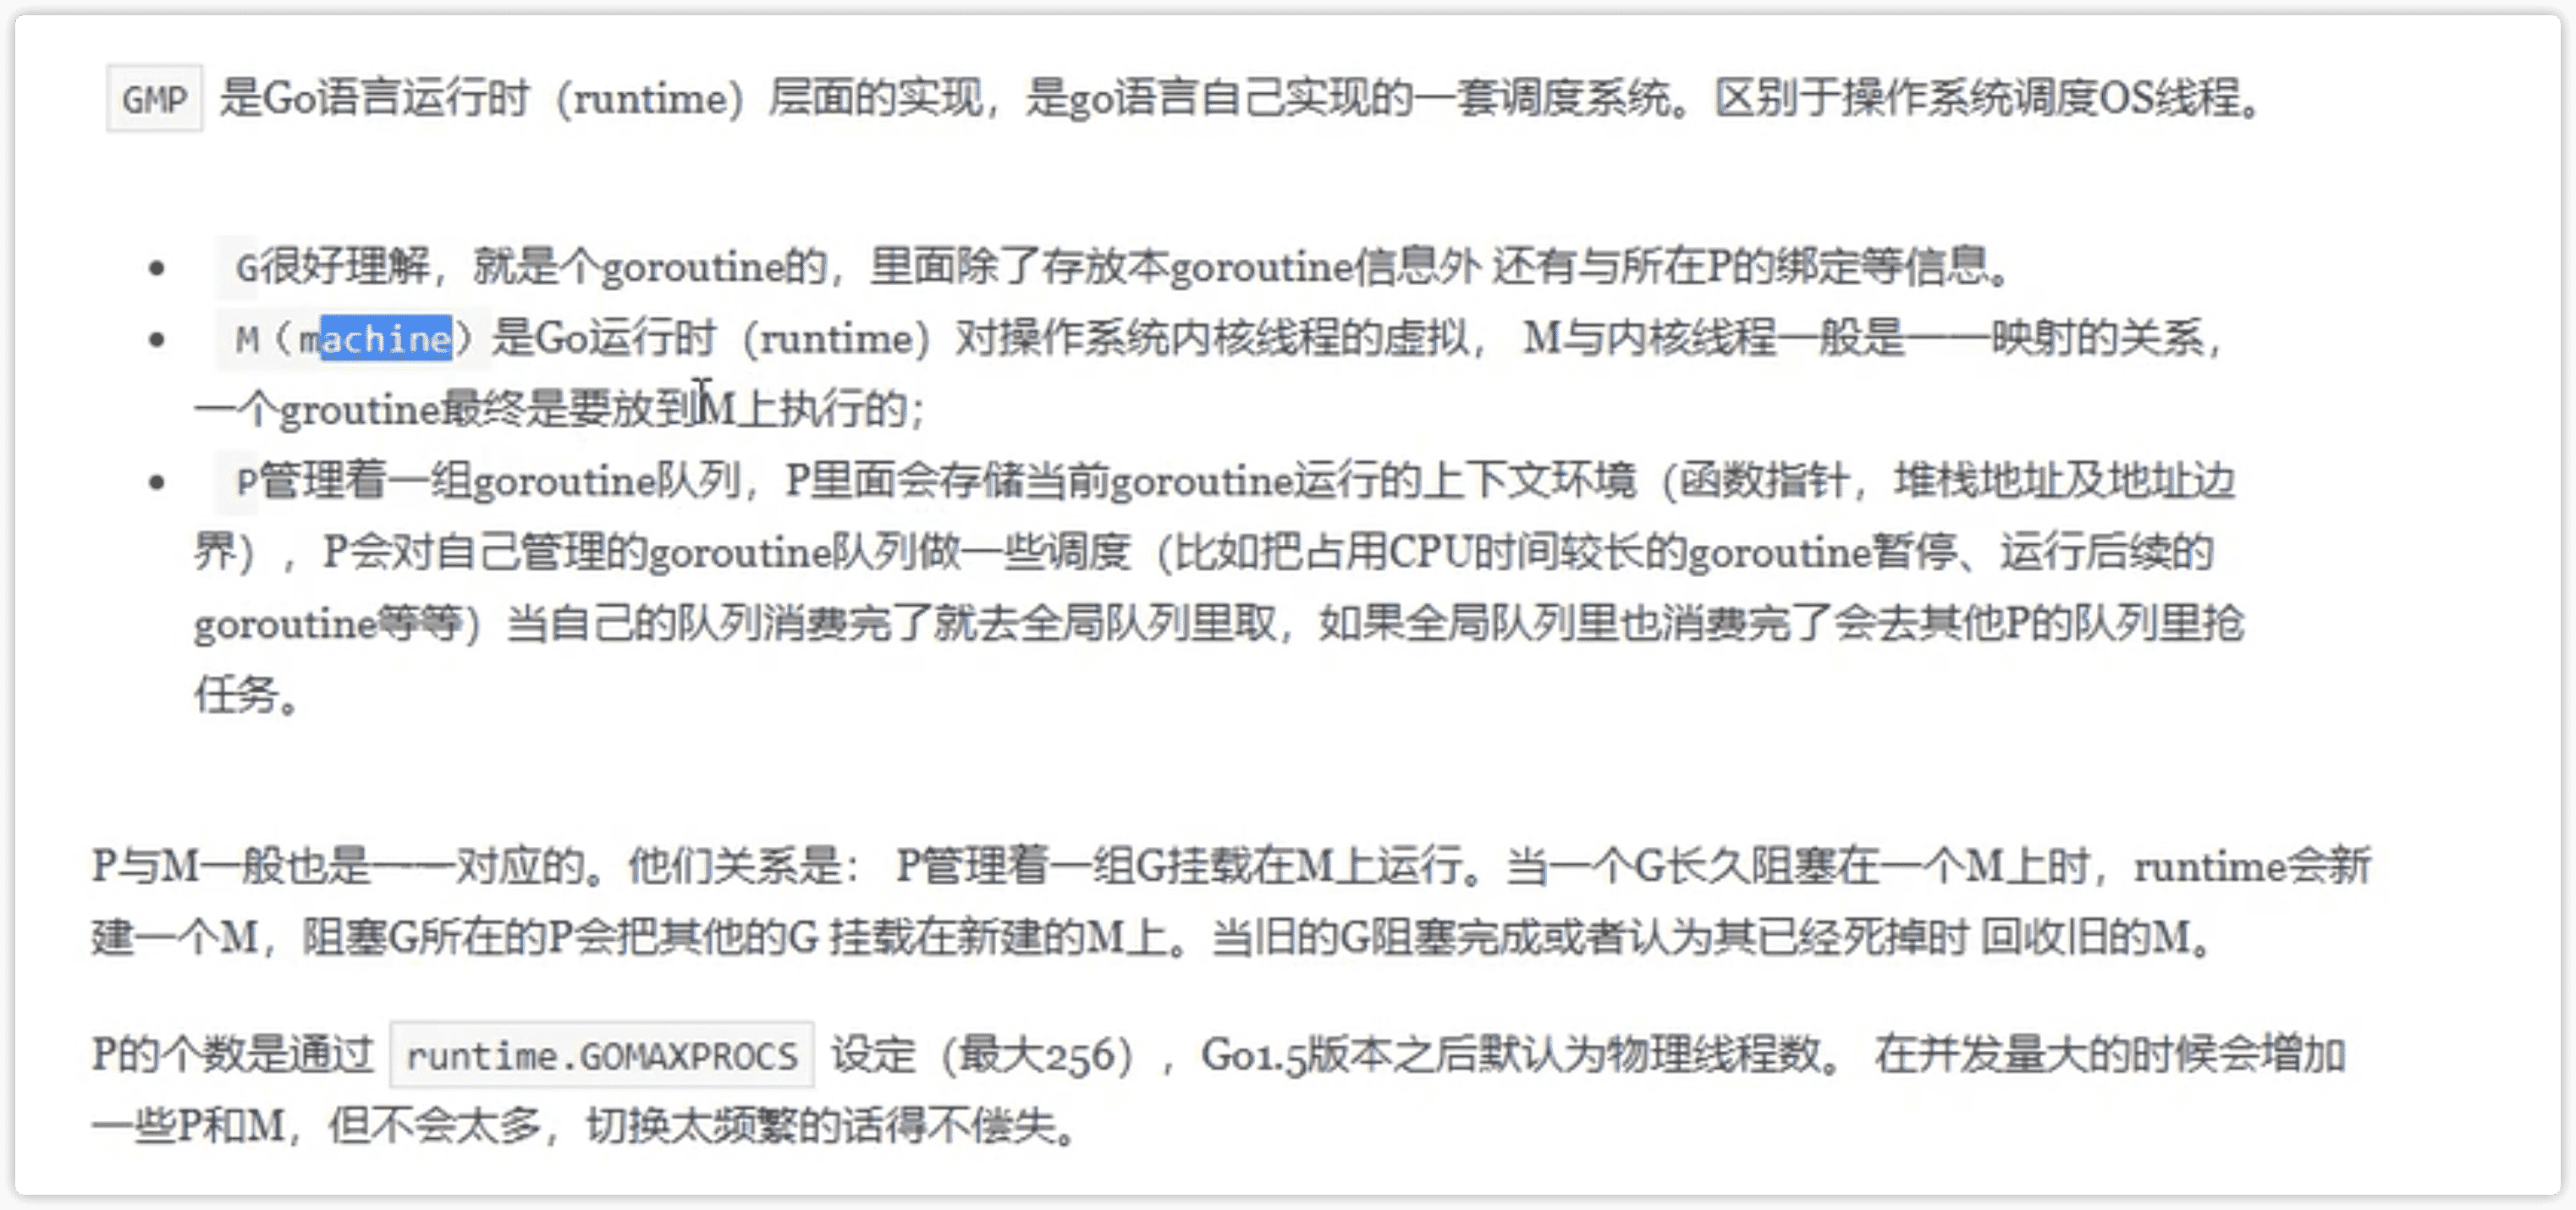 GMP 是Go语言运行时（runtime）层面的实现，是go语言自己实现的一套调度系统。区别于操作系统调度OS线程。
G很好理解，就是个goroutine的，里面除了存放本goroutine信息外 还有与所在P的绑定等信息。
M（machine）是Go运行时（runtime）对操作系统内核线程的虚拟， M与内核线程一般是一一映射的关系，
一个groutine最终是要放到M上执行的；
P管理着一组goroutine队列，P里面会存储当前goroutine运行的上下文环境（函数指针，堆栈地址及地址边
界），P会对自己管理的goroutine队列做一些调度（比如把占用CPU时间较长的goroutine暂停、运行后续的
goroutine等等）当自己的队列消费完了就去全局队列里取，如果全局队列里也消费完了会去其他P的队列里抢
任务。
P与M一般也是一一对应的。他们关系是： P管理着一组G挂载在M上运行。当一个G长久阻塞在一个M上时，runtime会新
建一个M，阻塞G所在的P会把其他的G 挂载在新建的M上。当旧的G阻塞完成或者认为其已经死掉时 回收旧的M。
P的个数是通过 runtime.GOMAXPROCS 设定（最大256），Go1.5版本之后默认为物理线程数。 在并发量大的时候会增加
一些P和M，但不会太多，切换太频繁的话得不偿失。